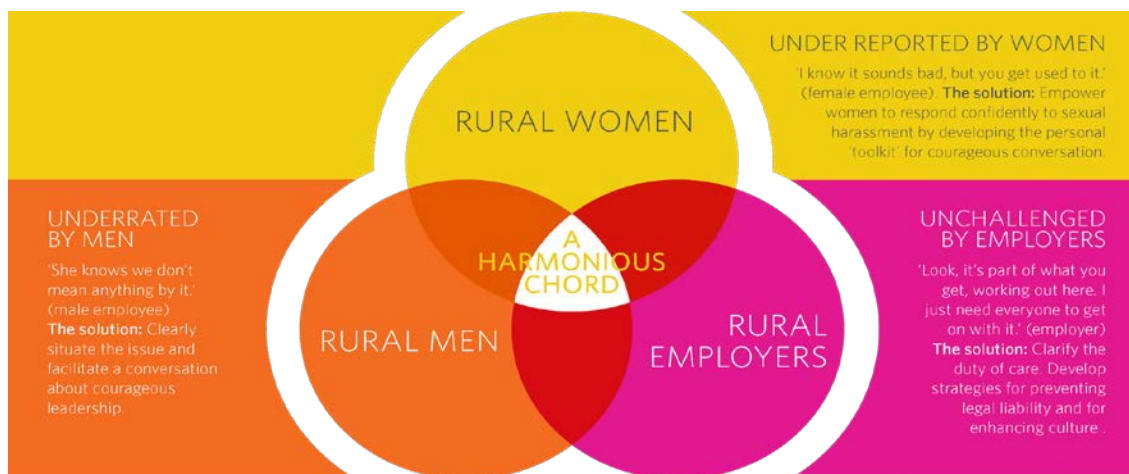 UNDER REPORTED BY WOMEN
'I know it sounds bad, but you get used to it.'
(female employee). The solution: Empower
women to respond confidently to sexual
harassment by developing the personal
'toolkit' for courageous conversation.
RURAL WOMEN
UNDERRATED
BY MEN
'She knows we don't
mean anything by it.'
(male employee)
The solution: Clearly
situate the issue and
facilitate a conversation
about courageous
leadership.
A
HARMONIOUS
CHORD
RURAL MEN
RURAL
EMPLOYERS
UNCHALLENGED
BY EMPLOYERS
'Look, it's part of what you
get, working out here. I
just need everyone to get
on with it.' (employer)
The solution: Clarify the
duty of care. Develop
strategies for preventing
legal liability and for
enhancing culture .